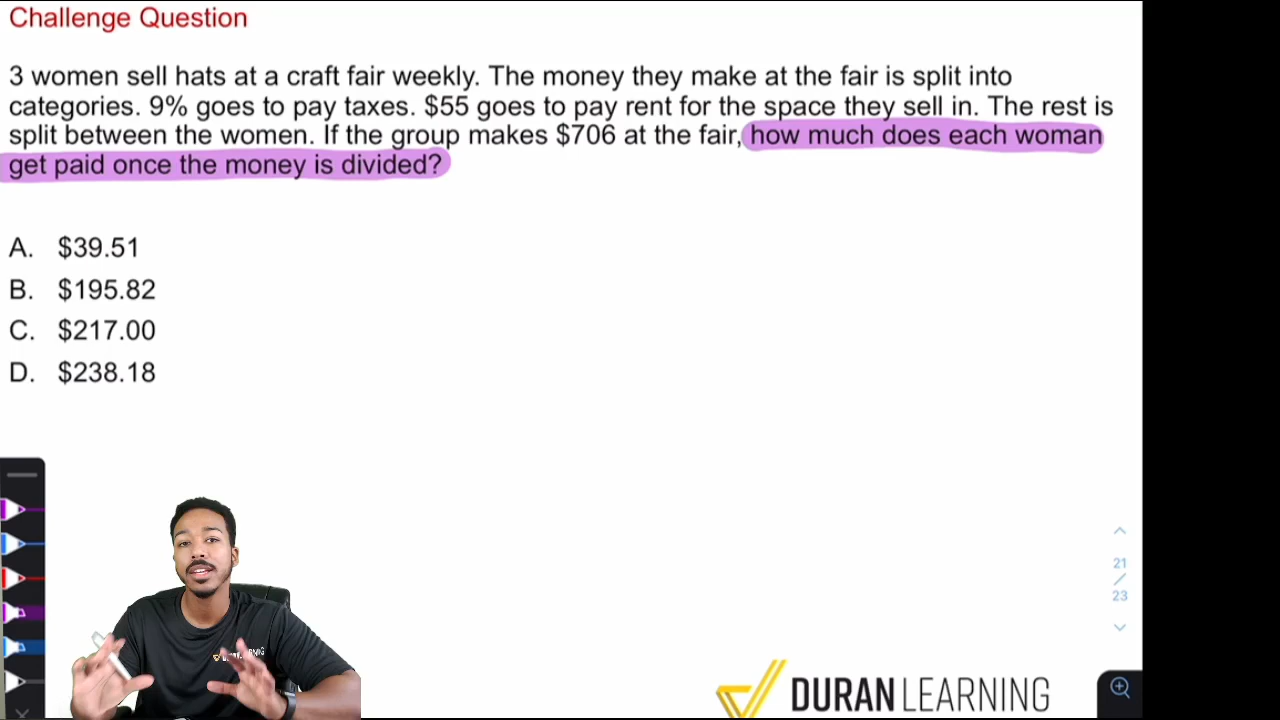 Challenge Question
3 women sell hats at a craft fair weekly. The money they make at the fair is split into
categories. 9% goes to pay taxes. $55 goes to pay rent for the space they sell in. The rest is
split between the women. If the group makes $706 at the fair, how much does each woman
get paid once the money is divided?
A. $39.51
B. $195.82
C. $217.00
D. $238.18
21
/
23
DURAN LEARNING